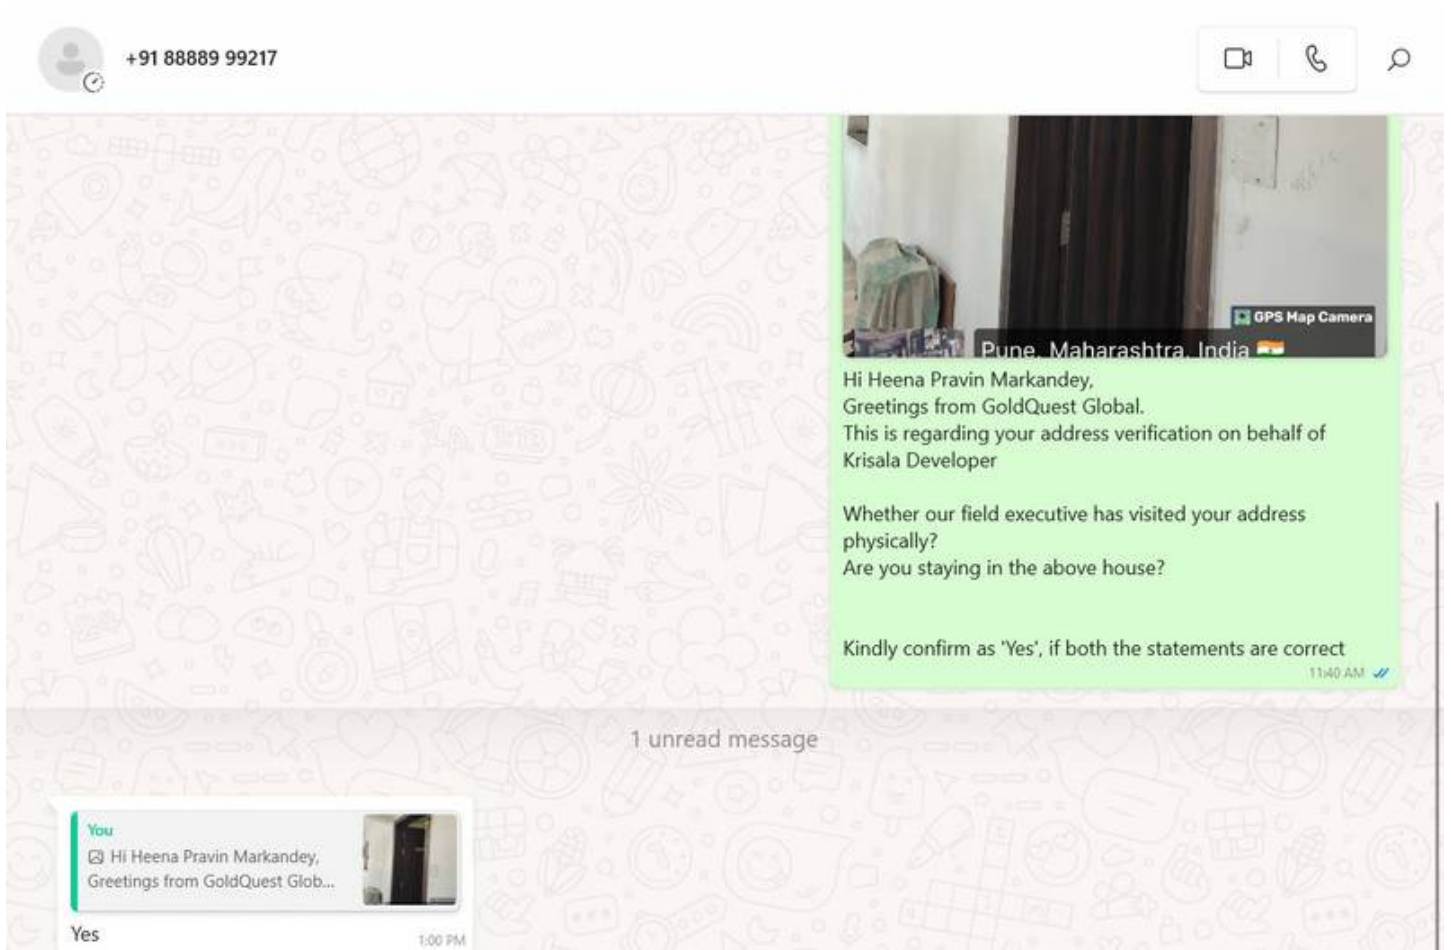 +91 88889 99217
GPS Map Camera
Pune, Maharashtra, India
Hi Heena Pravin Markandey,
Greetings from GoldQuest Global.
This is regarding your address verification on behalf of
Krisala Developer
Whether our field executive has visited your address
physically?
Are you staying in the above house?
Kindly confirm as 'Yes', if both the statements are correct
11:40 AM
1 unread message
You
Hi Heena Pravin Markandey,
Greetings from GoldQuest Glob...
Yes
1:00 PM